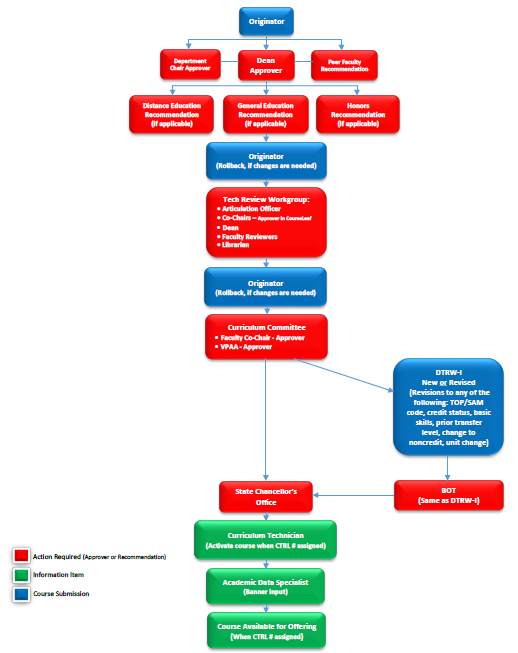 Originator
Department
Chair Approver
Dean
Approver
Peer Faculty
Recommendation
Distance Education
Recommendation
(if applicable)
General Education
Recommendation
(if applicable)
Honors
Recommendation
(if applicable)
Originator
(Rollback, if changes are needed)
Tech Review Workgroup:
• Articulation Officer
• Co-Chairs – Approver in CourseLeaf
• Dean
• Faculty Reviewers
• Librarian
Originator
(Rollback, if changes are needed)
Curriculum Committee
• Faculty Co-Chair - Approver
• VPAA - Approver
DTRW-I
New or Revised
(Revisions to any of the
following: TOP/SAM
code, credit status, basic
skills, prior transfer
level, change to
noncredit, unit change)
State Chancellor's
Office
BOT
(Same as DTRW-I)
Curriculum Technician
(Activate course when CTRL # assigned)
Academic Data Specialist
(Banner input)
Course Available for Offering
(When CTRL # assigned)
Action Required (Approver or Recommendation)
Information Item
Course Submission